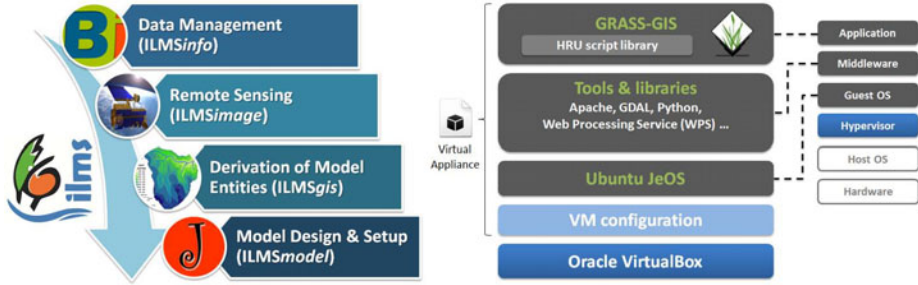 Bi
Data Management
(ILMSinfo)
Remote Sensing
(ILMSimage)
Derivation of Model
Entities (ILMSgis)
J
Model Design & Setup
(ILMSmodel)
ilms
Virtual
Appliance
GRASS-GIS
HRU script library
Tools & libraries
Apache, GDAL, Python,
Web Processing Service (WPS) ...
Ubuntu JeOS
VM configuration
Oracle VirtualBox
Application
Middleware
Guest OS
Hypervisor
Host OS
Hardware